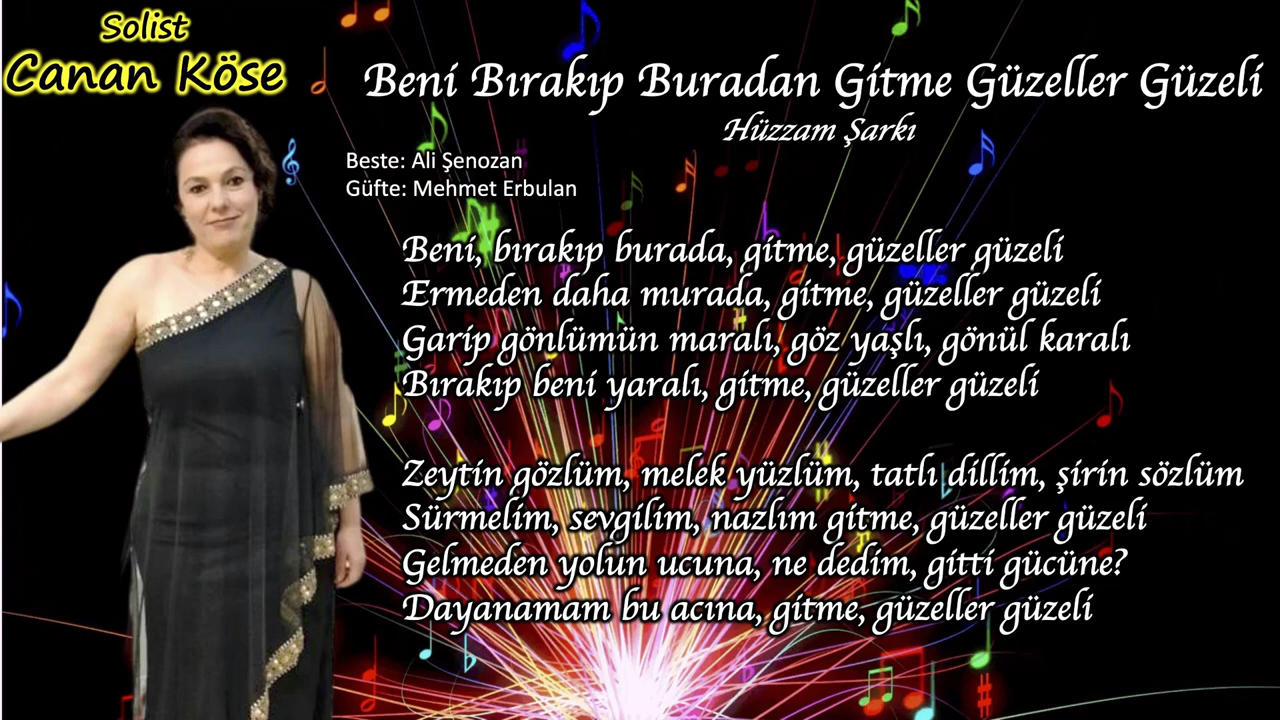 Solist
Canan Köse
Beni Bırakıp Buradan Gitme Güzeller Güzeli
Hüzzam Şarkı
Beste: Ali Şenozan
Güfte: Mehmet Erbulan
Beni, bırakıp burada, gitme, güzeller güzeli
Ermeden daha murada, gitme, güzeller güzeli
Garip gönlümün maralı, göz yaşlı, gönül karalı
Bırakıp beni yaralı, gitme, güzeller güzeli
Zeytin gözlüm, melek yüzlüm, tatlı dillim, şirin sözlüm
Sürmelim, sevgilim, nazlım gitme, güzeller güzeli
Gelmeden yolun ucuna, ne dedim, gitti gücüne?
Dayanamam bu acına, gitme, güzeller güzeli